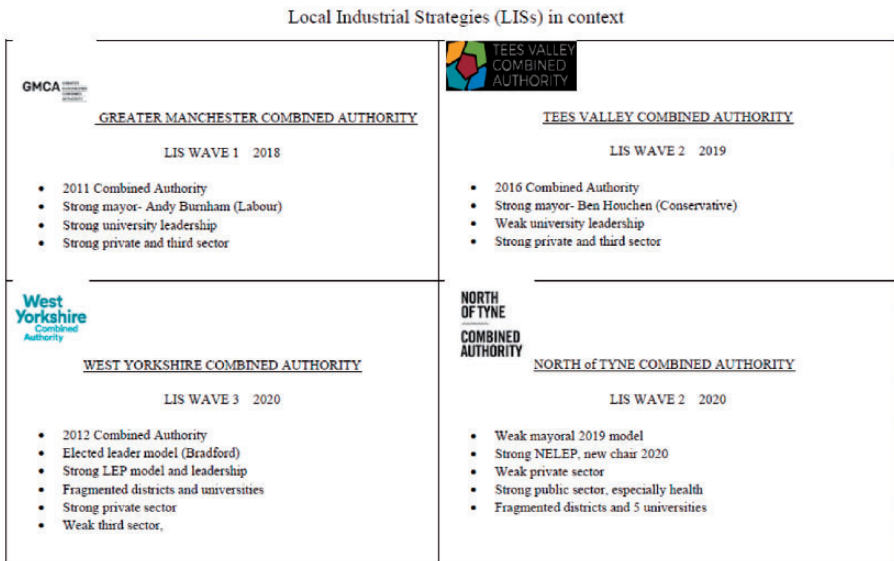 Local Industrial Strategies (LISs) in context
GMCA
GREATER MANCHESTER COMBINED AUTHORITY
LIS WAVE 1 2018
• 2011 Combined Authority
• Strong mayor- Andy Burnham (Labour)
• Strong university leadership
• Strong private and third sector
TEES VALLEY
COMBINED
AUTHORITY
TEES VALLEY COMBINED AUTHORITY
LIS WAVE 2 2019
• 2016 Combined Authority
• Strong mayor- Ben Houchen (Conservative)
• Weak university leadership
• Strong private and third sector
West
Yorkshire
Combined
Authority
WEST YORKSHIRE COMBINED AUTHORITY
LIS WAVE 3 2020
• 2012 Combined Authority
• Elected leader model (Bradford)
• Strong LEP model and leadership
• Fragmented districts and universities
• Strong private sector
• Weak third sector,
NORTH
OF TYNE
COMBINED
AUTHORITY
NORTH of TYNE COMBINED AUTHORITY
LIS WAVE 2 2020
• Weak mayoral 2019 model
• Strong NELEP, new chair 2020
• Weak private sector
• Strong public sector, especially health
• Fragmented districts and 5 universities